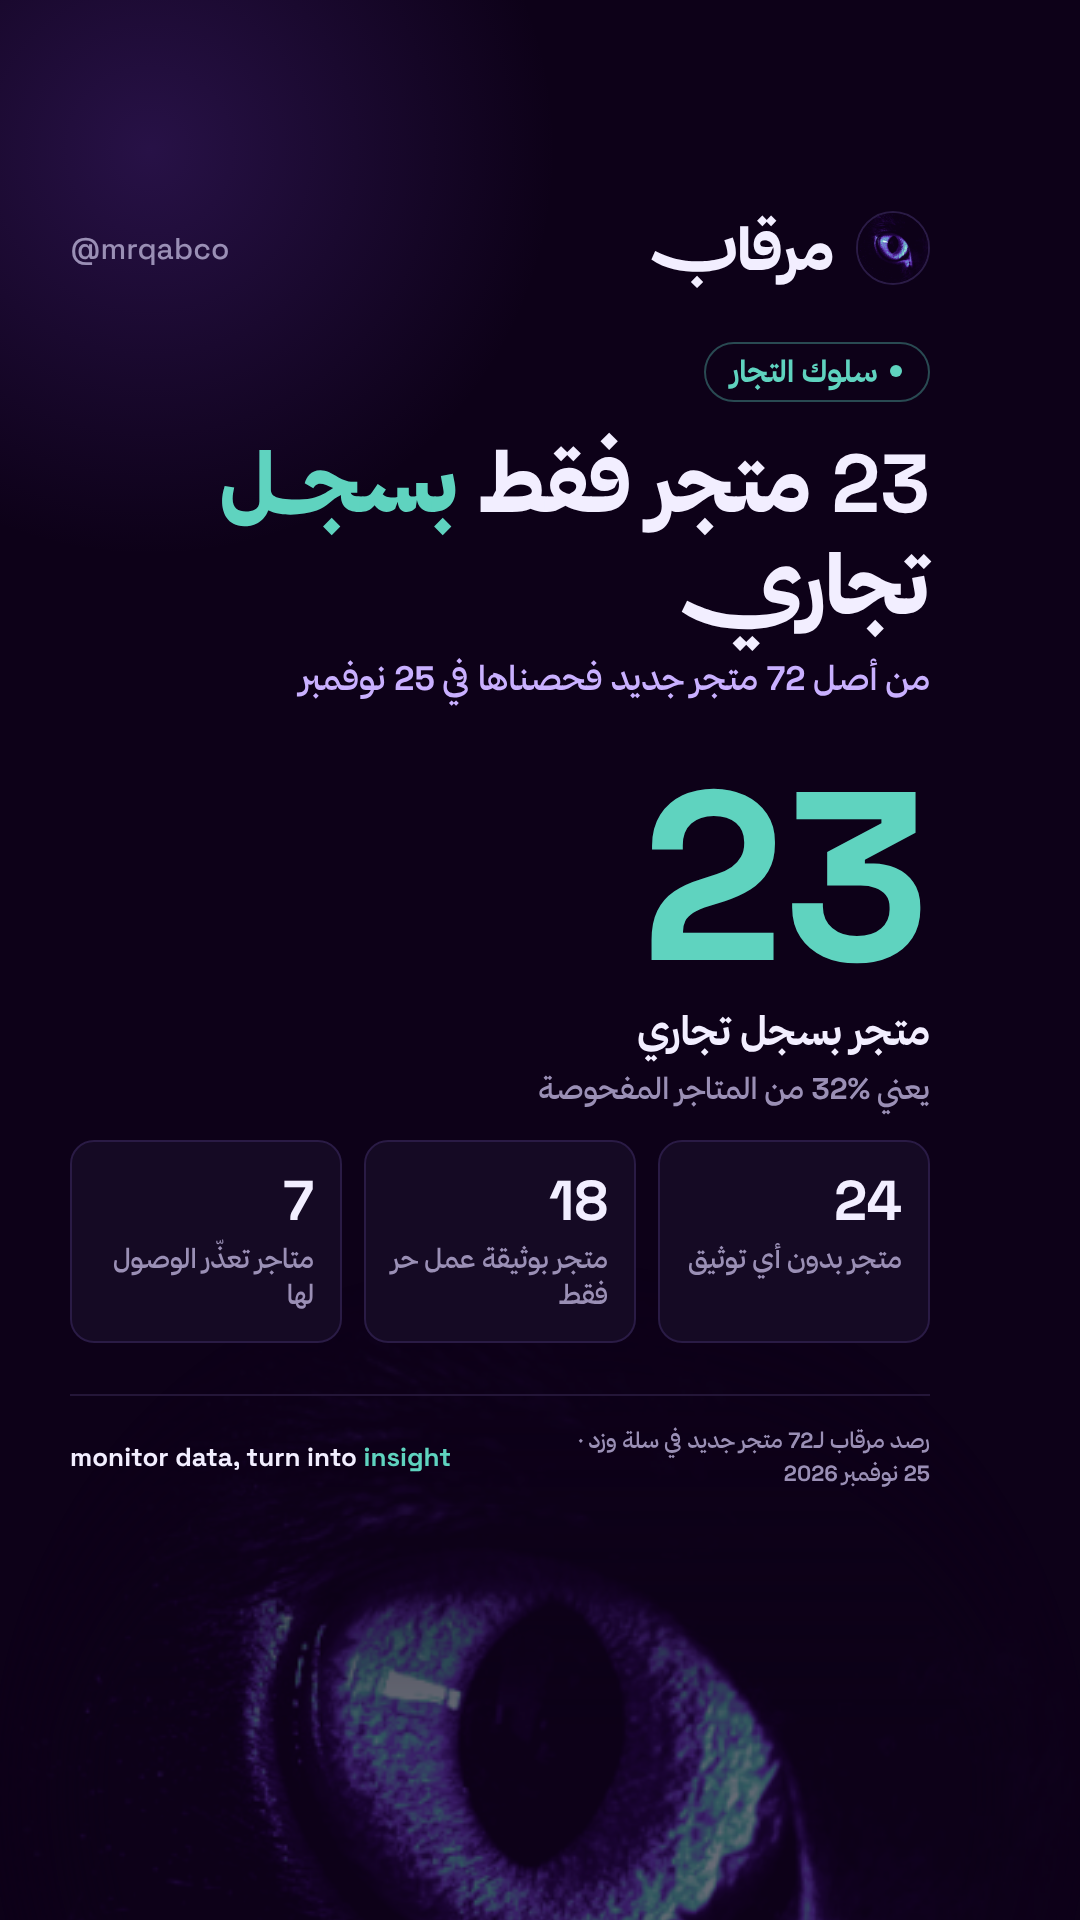 مرقاب
@mrqabco
سلوك التجار
23 متجر فقط بسجل
تجاري
من أصل 72 متجر جديد فحصناها في 25 نوفمبر
23
متجر بسجل تجاري
يعني 32% من المتاجر المفحوصة
24
متجر بدون أي توثيق
18
متجر بوثيقة عمل حر
فقط
7
متاجر تعذّر الوصول
لها
رصد مرقاب لـ72 متجر جديد في سلة وزد ·
25 نوفمبر 2026
monitor data, turn into insight